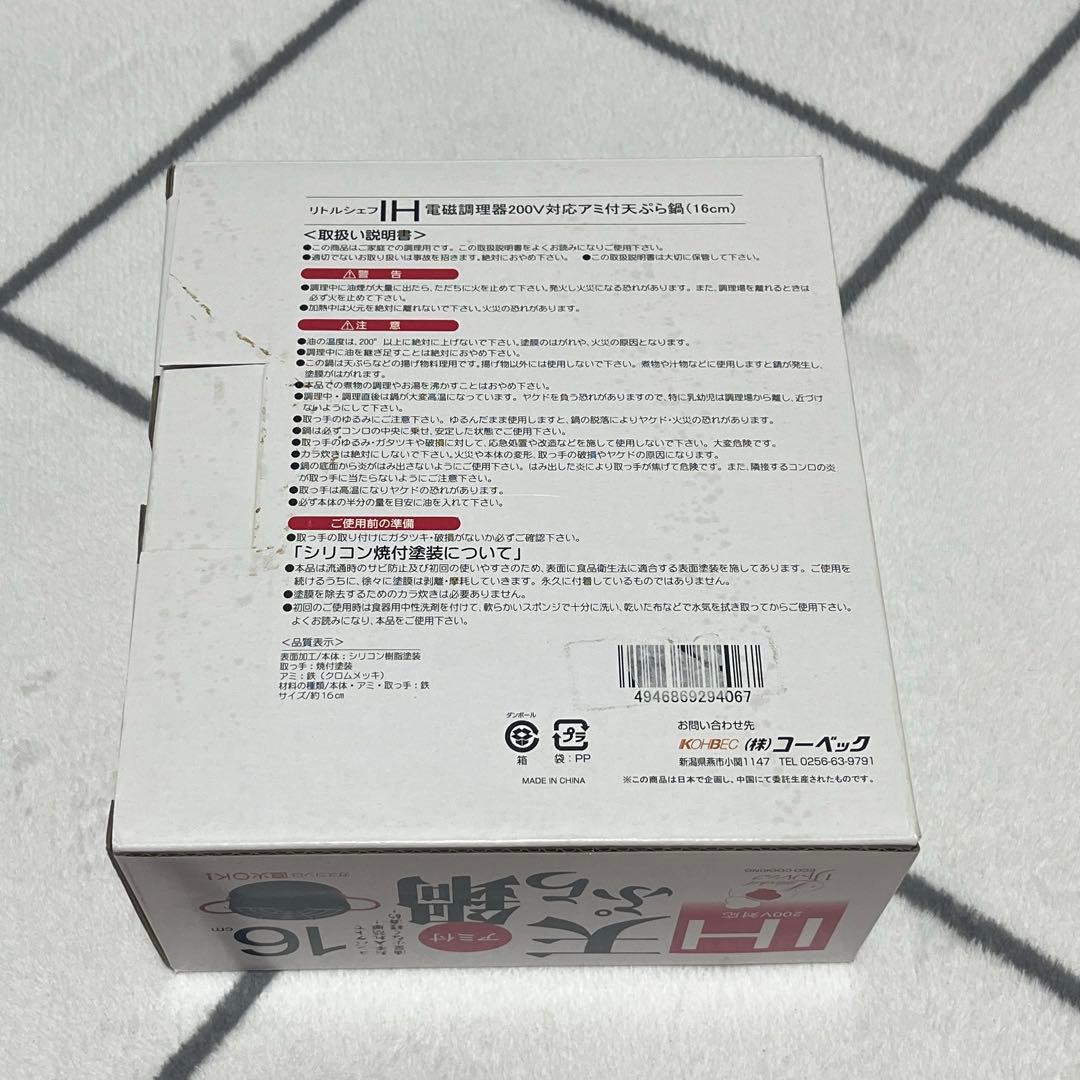 リトルシェフIH電磁調理器200V対応アミ付天ぷら鍋(16cm)
<取扱い説明書>
●この商品はご家庭での調理用です。この取扱説明書をよくお読みになりご使用下さい。
●適切でないお取り扱いは事故を招きます。絶対におやめ下さい。 ●この取扱説明書は大切に保管して下さい。
⚠警 告
●調理中に油煙が大量に出たら、ただちに火を止めて下さい。発火し火災になる恐れがあります。また、調理場を離れるときは
必ず火を止めて下さい。
●加熱中は火元を絶対に離れないで下さい。火災の恐れがあります。
⚠注 意
●油の温度は、200°以上に絶対に上げないで下さい。塗膜のはがれや、火災の原因となります。
●調理中に油を継ぎ足すことは絶対におやめ下さい。
●この鍋は天ぷらなどの揚げ物料理用です。揚げ物以外には使用しないで下さい。煮物や汁物などに使用しますと錆が発生し、
塗膜がはがれます。
●本品での煮物の調理やお湯を沸かすことはおやめ下さい。
●調理中・調理直後は鍋が大変高温になっています。ヤケドを負う恐れがありますので、特に乳幼児は調理場から離し、近づけ
ないようにして下さい。
●取っ手のゆるみにご注意下さい。ゆるんだまま使用しますと、鍋の脱落によりヤケド・火災の恐れがあります。
●鍋は必ずコンロの中央に乗せ、安定した状態でご使用下さい。
●取っ手のゆるみ・ガタツキや破損に対して、応急処置や改造などを施して使用しないで下さい。大変危険です。
●カラ炊きは絶対にしないで下さい。火災や本体の変形、取っ手の破損やヤケドの原因になります。
●鍋の底面から炎がはみ出さないようにご使用下さい。はみ出した炎により取っ手が焦げて危険です。また、隣接するコンロの炎
が取っ手に当たらないようにご注意下さい。
●取っ手は高温になりヤケドの恐れがあります。
●必ず本体の半分の量を目安に油を入れて下さい。
ご使用前の準備
●取っ手の取り付けにガタツキ・破損がないか必ずご確認下さい。
「シリコン焼付塗装について」
●本品は流通時のサビ防止及び初回の使いやすさのため、表面に食品衛生法に適合する表面塗装を施してあります。ご使用を
続けるうちに、徐々に塗膜は剥離・摩耗していきます。永久に付着しているものではありません。
●塗膜を除去するためのカラ炊きは必要ありません。
●初回のご使用時は食器用中性洗剤を付けて、軟らかいスポンジで十分に洗い、乾いた布などで水気を拭き取ってからご使用下さい。
よくお読みになり、本品をご使用下さい。
<品質表示>
表面加工/本体:シリコン樹脂塗装
取っ手:焼付塗装
アミ:鉄(クロムメッキ)
材料の種類/本体・アミ・取っ手:鉄
サイズ/約16cm
4946869294067
ダンボール
箱
プラ
袋:PP
MADE IN CHINA
お問い合わせ先
KOHBEC (株)コーベック
新潟県燕市小関1147 TEL 0256-63-9791
※この商品は日本で企画し、中国にて委託生産されたものです。
リトルシェフ
ECO COOKING
IH
200V対応
天ぷら鍋
アミ付
16cm
ガスコンロ直火OK!